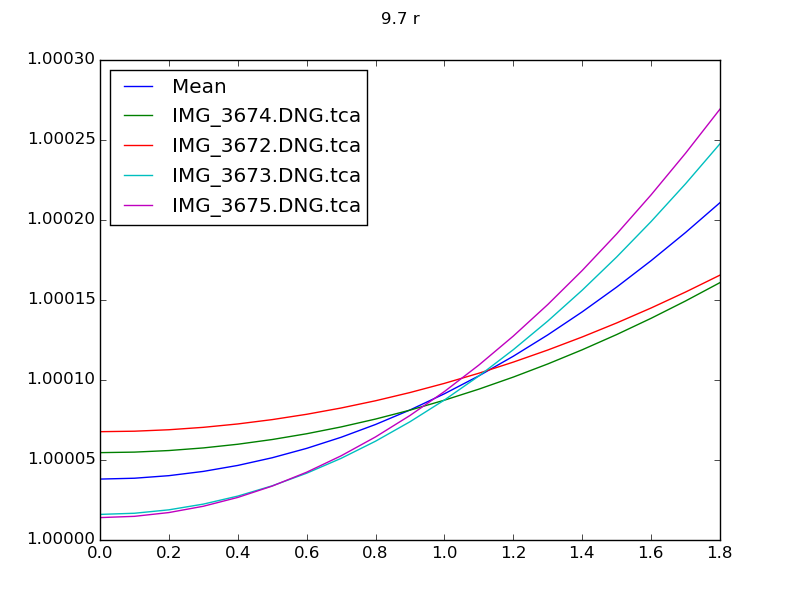 9.7 r
1.00030
1.00025
1.00020
1.00015
1.00010
1.00005
1.00000
Mean
IMG_3674.DNG.tca
IMG_3672.DNG.tca
IMG_3673.DNG.tca
IMG_3675.DNG.tca
0.0 0.2 0.4 0.6 0.8 1.0 1.2 1.4 1.6 1.8